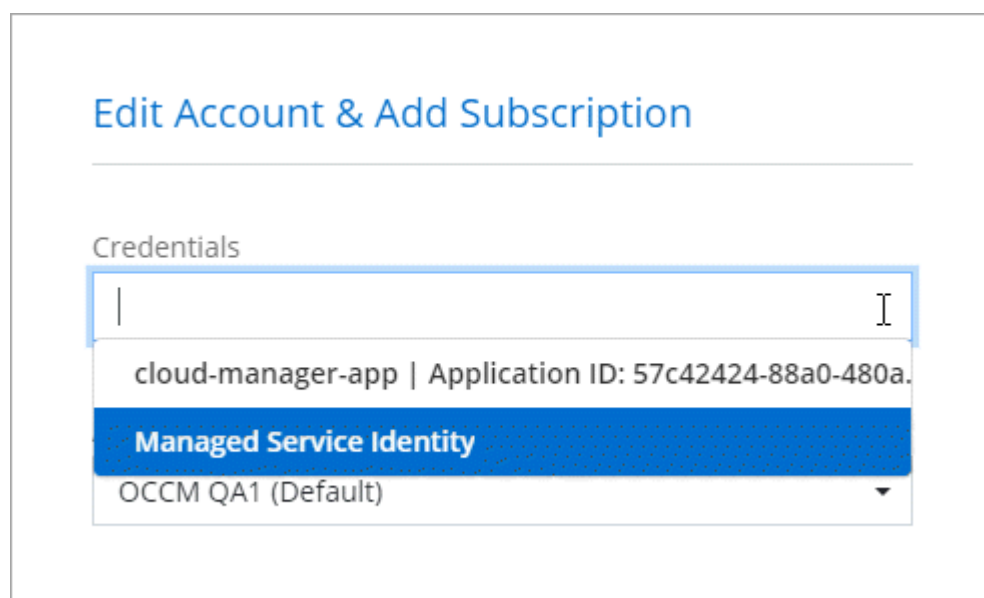 Edit Account & Add Subscription
Credentials
cloud-manager-app | Application ID: 57c42424-88a0-480a.
Managed Service Identity
OCCM QA1 (Default)